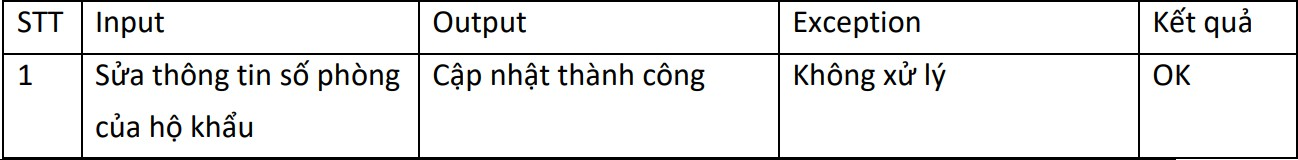 STT Input Output Exception Kết quả
1 Sửa thông tin số phòng Cập nhật thành công Không xử lý OK
của hộ khẩu